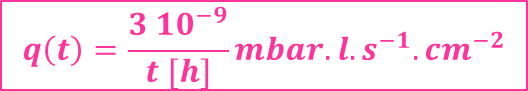 q(t) = 3 10⁻⁹ / t [h] mbar.l.s⁻¹.cm⁻²